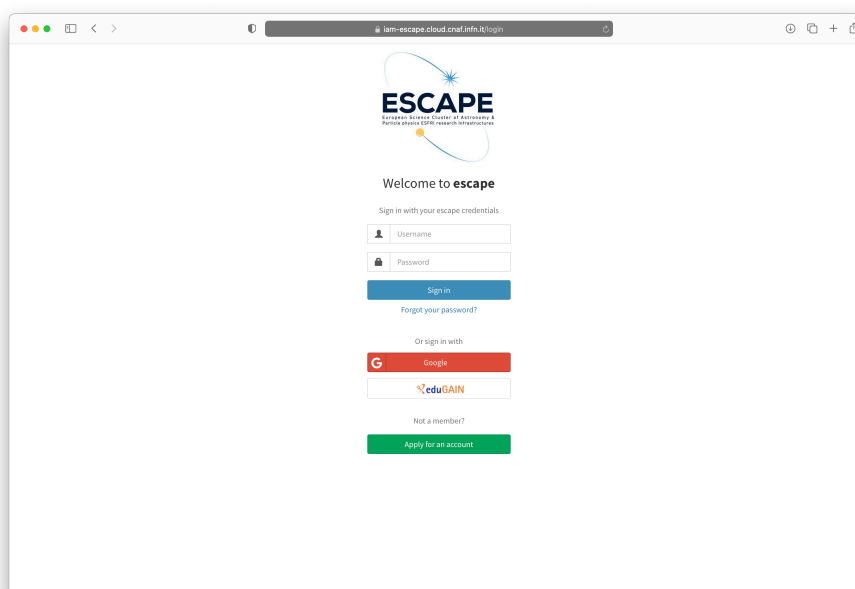 iam-escape.cloud.cnaf.infn.it/login
ESCAPE
European Science Cluster of Astronomy &
Particle physics ESFRI research Infrastructures
Welcome to escape
Sign in with your escape credentials
Username
Password
Sign in
Forgot your password?
Or sign in with
G Google
eduGAIN
Not a member?
Apply for an account